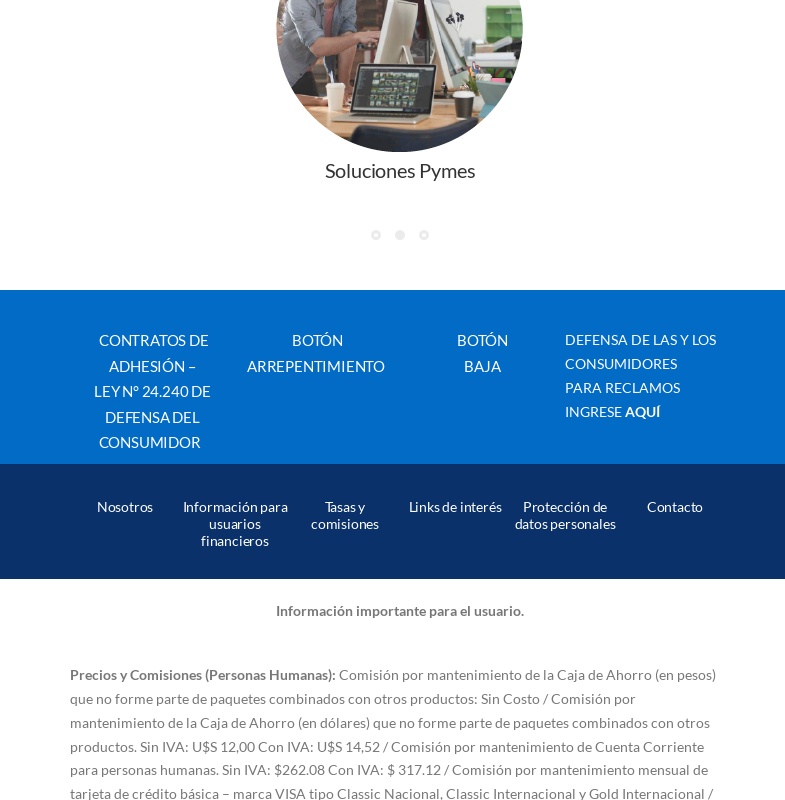 Soluciones Pymes
CONTRATOS DE
ADHESIÓN –
LEY Nº 24.240 DE
DEFENSA DEL
CONSUMIDOR
BOTÓN
ARREPENTIMIENTO
BOTÓN
BAJA
DEFENSA DE LAS Y LOS
CONSUMIDORES
PARA RECLAMOS
INGRESE AQUÍ
Nosotros
Información para
usuarios
financieros
Tasas y
comisiones
Links de interés
Protección de
datos personales
Contacto
Información importante para el usuario.
Precios y Comisiones (Personas Humanas): Comisión por mantenimiento de la Caja de Ahorro (en pesos)
que no forme parte de paquetes combinados con otros productos: Sin Costo / Comisión por
mantenimiento de la Caja de Ahorro (en dólares) que no forme parte de paquetes combinados con otros
productos. Sin IVA: U$S 12,00 Con IVA: U$S 14,52 / Comisión por mantenimiento de Cuenta Corriente
para personas humanas. Sin IVA: $262.08 Con IVA: $ 317.12 / Comisión por mantenimiento mensual de
tarjeta de crédito básica – marca VISA tipo Classic Nacional, Classic Internacional y Gold Internacional /